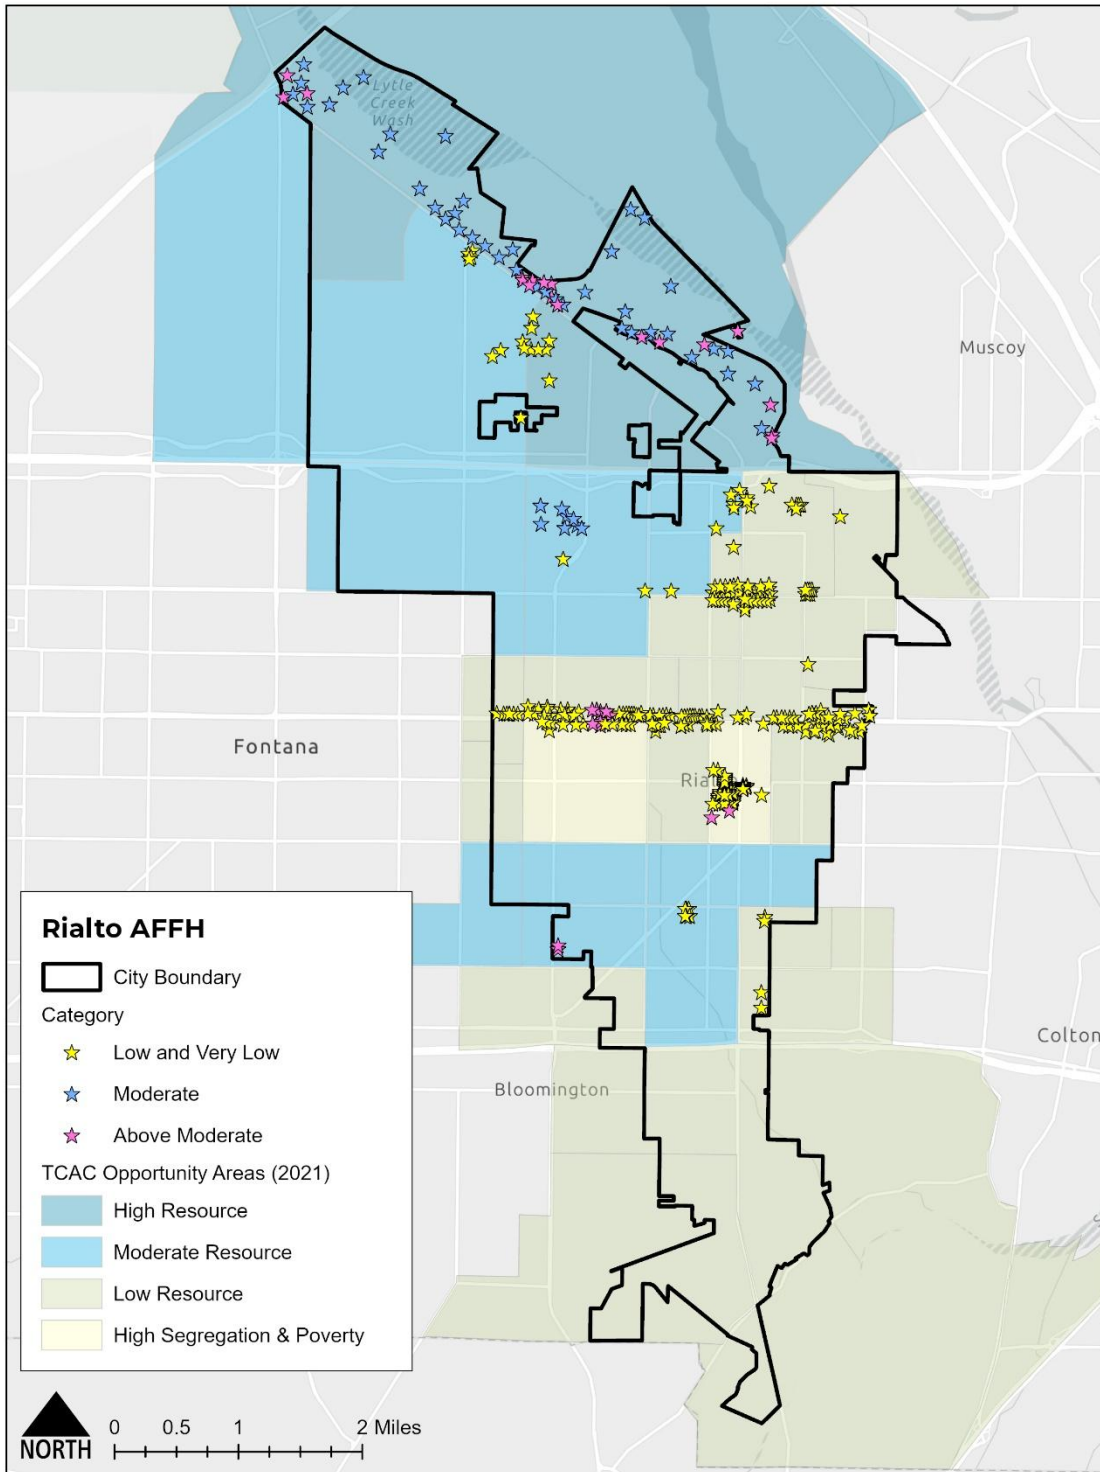 Lytle
Creek
Wash
Muscoy
Fontana
Colton
Bloomington
Rialto AFFH
City Boundary
Category
Low and Very Low
Moderate
Above Moderate
TCAC Opportunity Areas (2021)
High Resource
Moderate Resource
Low Resource
High Segregation & Poverty
NORTH
0 0.5 1 2 Miles